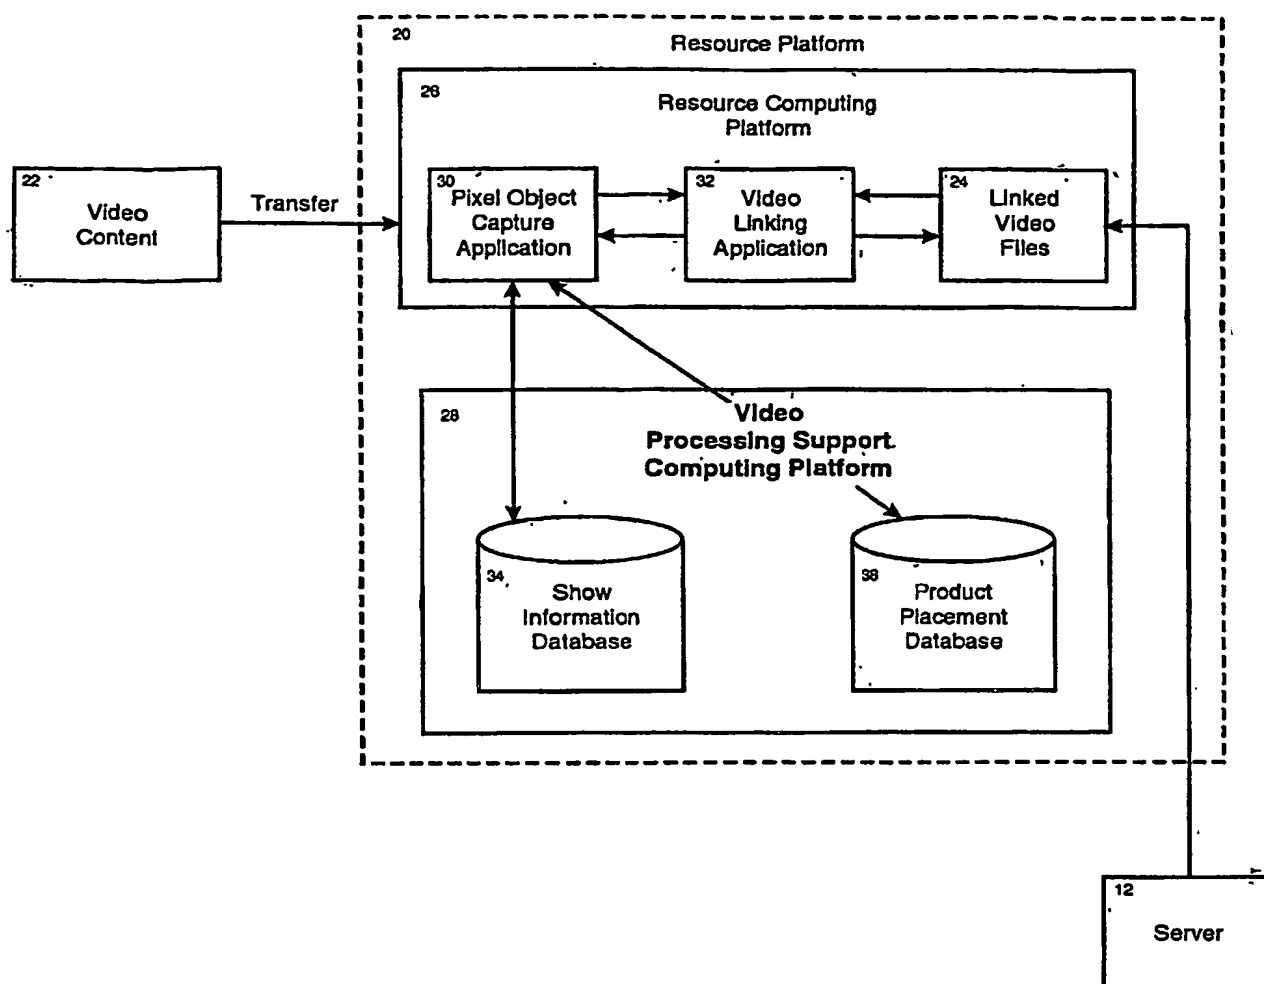 20
Resource Platform
26
Resource Computing
Platform
22
Video
Content
Transfer
30
Pixel Object
Capture
Application
32
Video
Linking
Application
24
Linked
Video
Files
28
Video
Processing Support
Computing Platform
34
Show
Information
Database
36
Product
Placement
Database
12
Server